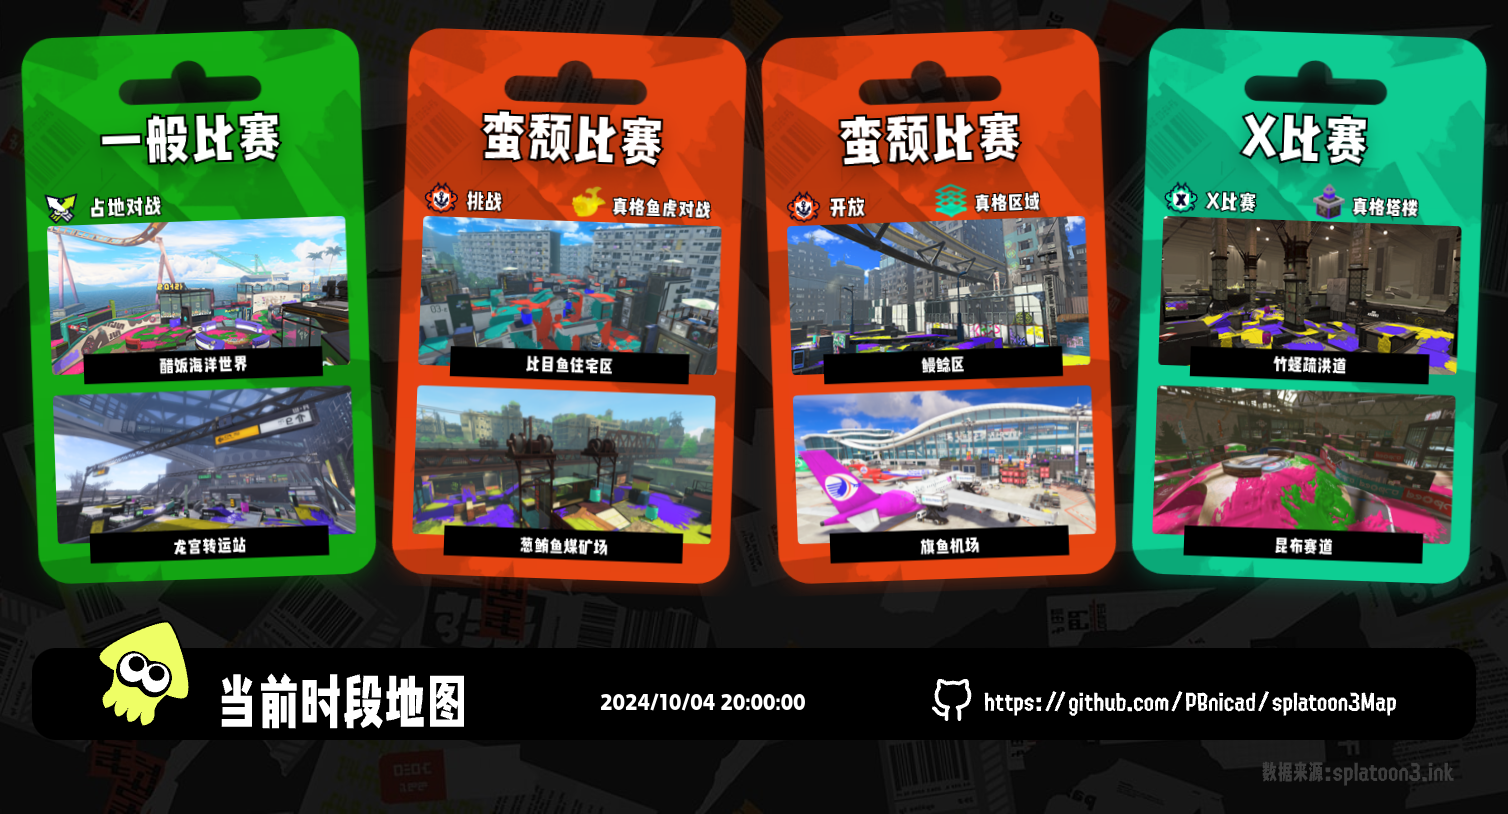 一般比赛
占地对战
醋饭海洋世界
龙宫转运站
蛮颓比赛
挑战
真格鱼虎对战
比目鱼住宅区
葱鲔鱼煤矿场
蛮颓比赛
开放
真格区域
鳗鲶区
旗鱼机场
X比赛
X比赛
真格塔楼
竹蛏疏洪道
昆布赛道
当前时段地图
2024/10/04 20:00:00
https://github.com/PBnicad/splatoon3Map
数据来源:splatoon3.ink